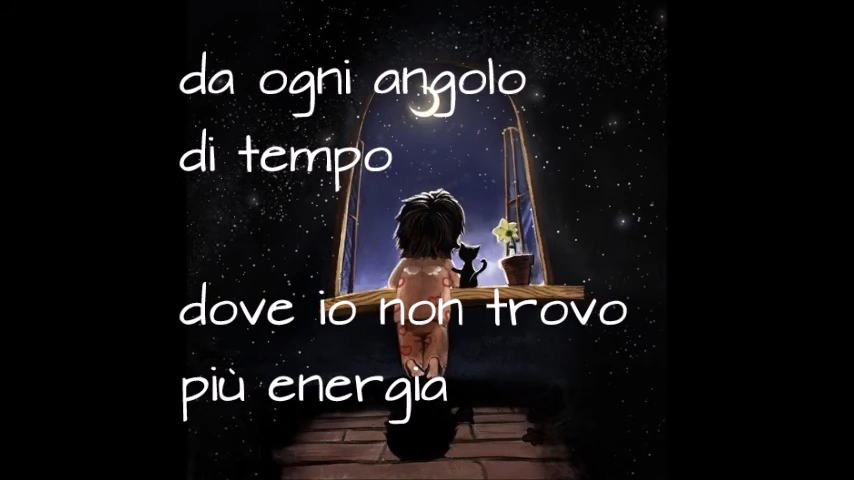 da ogni angolo
di tempo
dove io non trovo
più energia